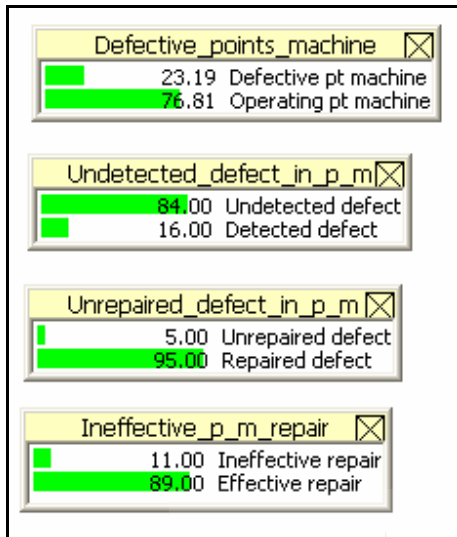 Defective_points_machine
23.19 Defective pt machine
76.81 Operating pt machine
Undetected_defect_in_p_m
84.00 Undetected defect
16.00 Detected defect
Unrepaired_defect_in_p_m
5.00 Unrepaired defect
95.00 Repaired defect
Ineffective_p_m_repair
11.00 Ineffective repair
89.00 Effective repair